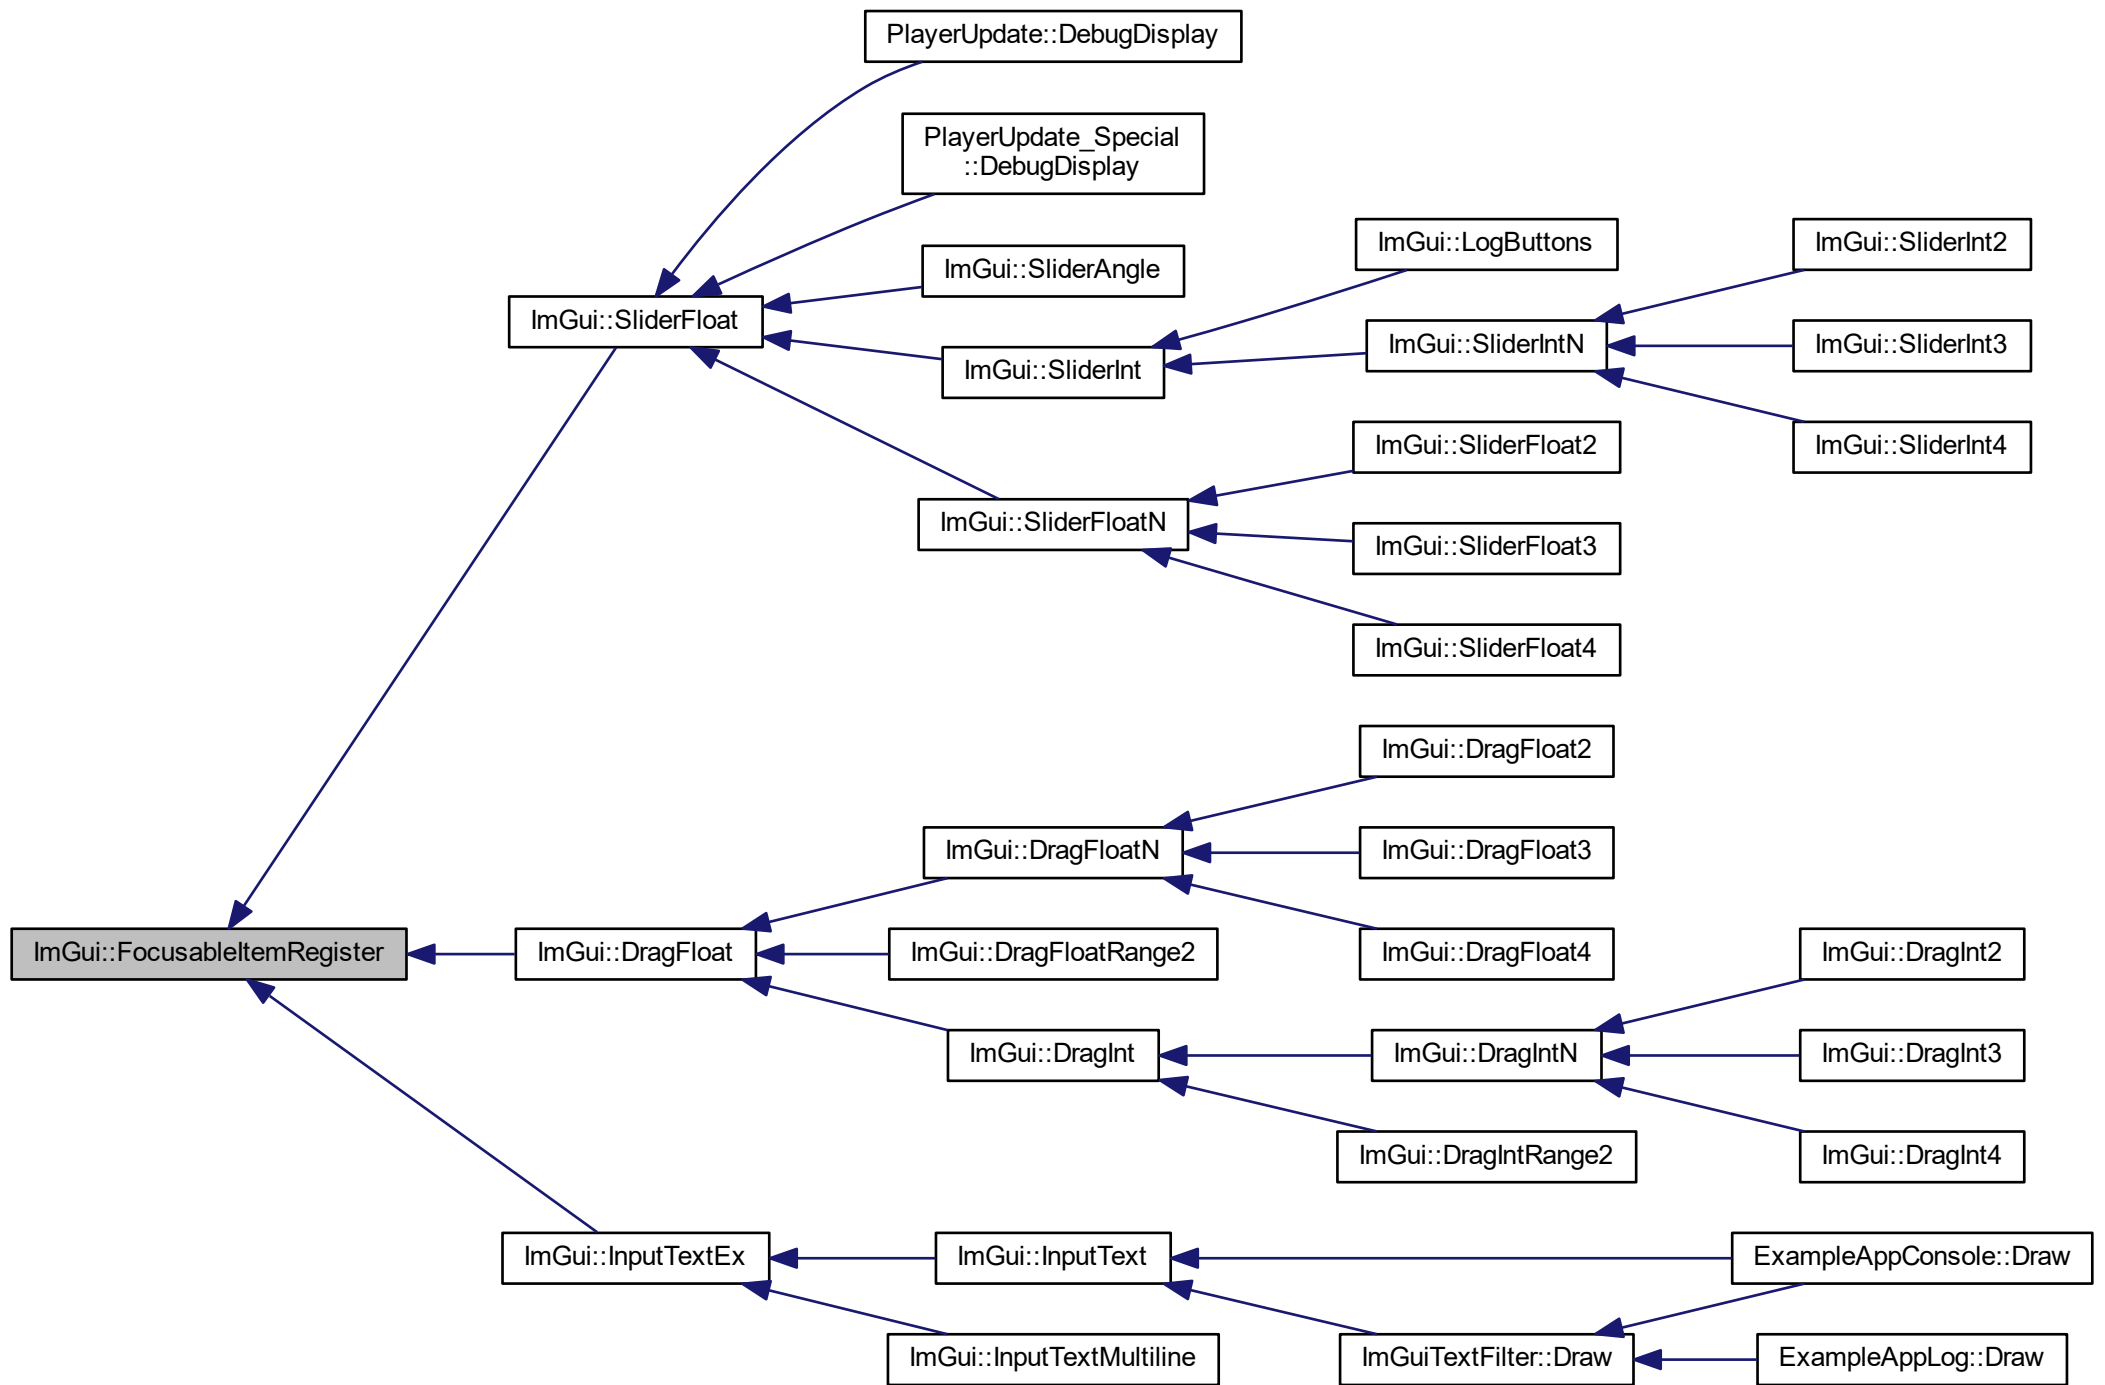 PlayerUpdate::DebugDisplay
PlayerUpdate_Special
::DebugDisplay
ImGui::LogButtons
ImGui::SliderInt2
ImGui::SliderAngle
ImGui::SliderFloat
ImGui::SliderIntN
ImGui::SliderInt3
ImGui::SliderInt
ImGui::SliderFloat2
ImGui::SliderInt4
ImGui::SliderFloatN
ImGui::SliderFloat3
ImGui::SliderFloat4
ImGui::DragFloat2
ImGui::DragFloatN
ImGui::DragFloat3
ImGui::FocusableItemRegister
ImGui::DragFloat
ImGui::DragFloatRange2
ImGui::DragFloat4
ImGui::DragInt2
ImGui::DragInt
ImGui::DragIntN
ImGui::DragInt3
ImGui::DragIntRange2
ImGui::DragInt4
ImGui::InputTextEx
ImGui::InputText
ExampleAppConsole::Draw
ImGui::InputTextMultiline
ImGuiTextFilter::Draw
ExampleAppLog::Draw